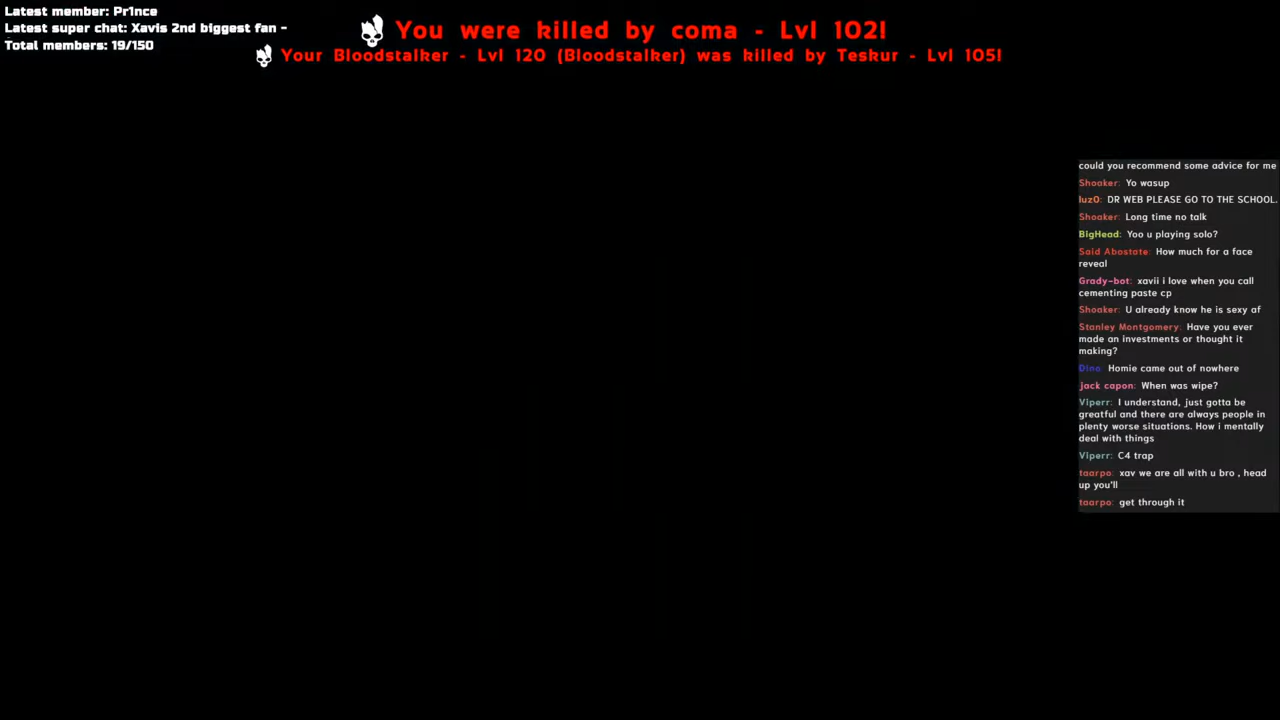 Latest member: Pr1nce
Latest super chat: Xavis 2nd biggest fan -
Total members: 19/150
You were killed by coma - Lvl 102!
Your Bloodstalker - Lvl 120 (Bloodstalker) was killed by Teskur - Lvl 105!
could you recommend some advice for me
Shoaker: Yo wasup
luz0: DR WEB PLEASE GO TO THE SCHOOL.
Shoaker: Long time no talk
BigHead: Yoo u playing solo?
Said Abostate: How much for a face
reveal
Grady-bot: xavii i love when you call
cementing paste cp
Shoaker: U already know he is sexy af
Stanley Montgomery: Have you ever
made an investments or thought it
making?
Dino: Homie came out of nowhere
jack capon: When was wipe?
Viperr: I understand, just gotta be
greatful and there are always people in
plenty worse situations. How i mentally
deal with things
Viperr: C4 trap
taarpo: xav we are all with u bro , head
up you'll
taarpo: get through it